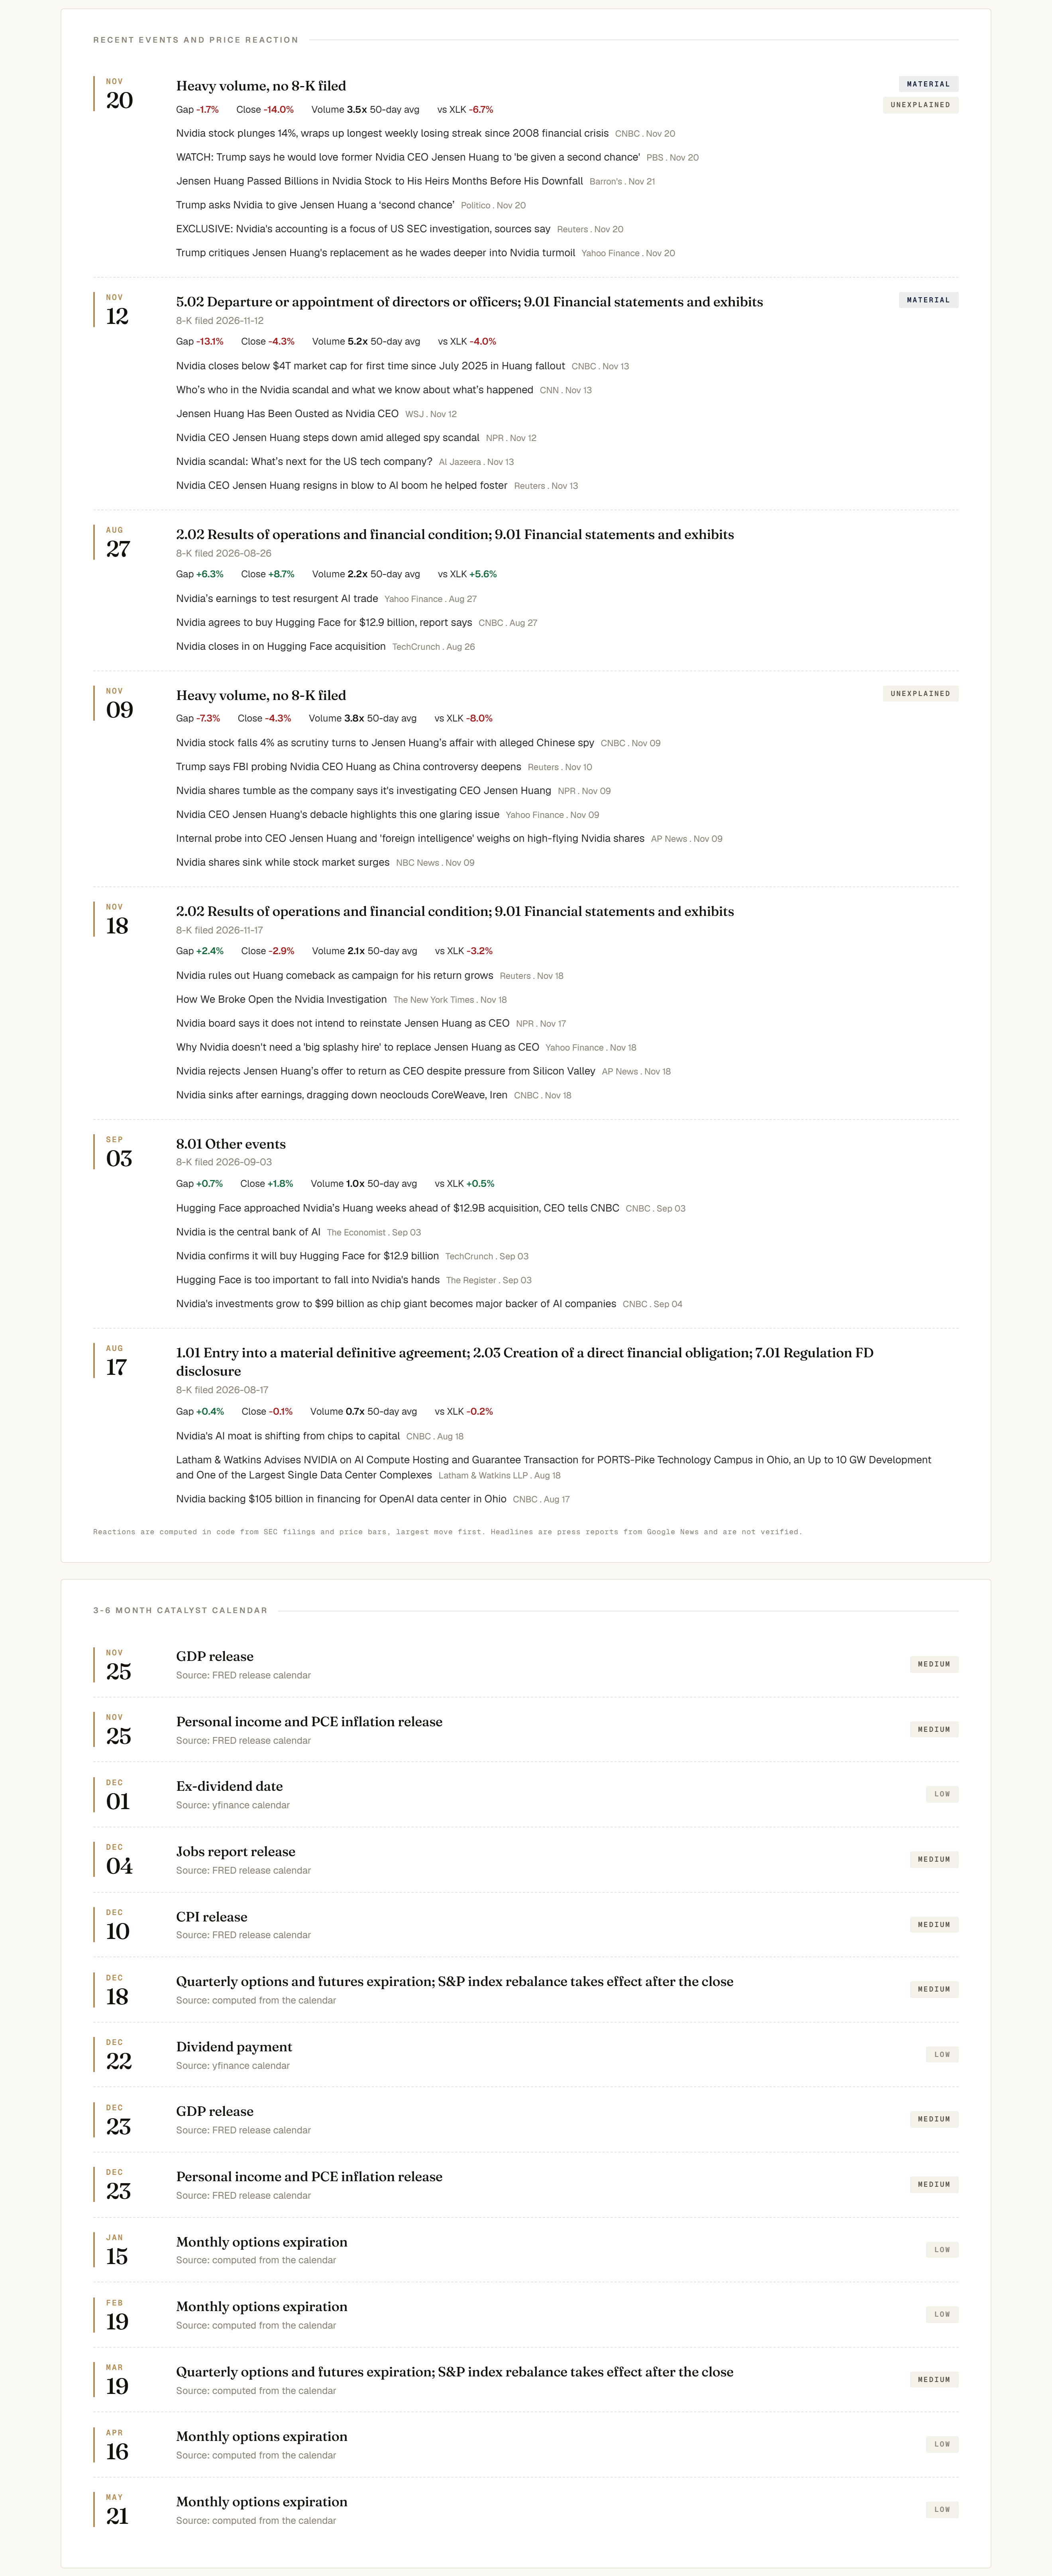 RECENT EVENTS AND PRICE REACTION
NOV
20
Heavy volume, no 8-K filed
MATERIAL
UNEXPLAINED
Gap -1.7% Close -14.0% Volume 3.5x 50-day avg vs XLK -6.7%
Nvidia stock plunges 14%, wraps up longest weekly losing streak since 2008 financial crisis CNBC . Nov 20
WATCH: Trump says he would love former Nvidia CEO Jensen Huang to 'be given a second chance' PBS . Nov 20
Jensen Huang Passed Billions in Nvidia Stock to His Heirs Months Before His Downfall Barron's . Nov 21
Trump asks Nvidia to give Jensen Huang a ‘second chance’ Politico . Nov 20
EXCLUSIVE: Nvidia's accounting is a focus of US SEC investigation, sources say Reuters . Nov 20
Trump critiques Jensen Huang's replacement as he wades deeper into Nvidia turmoil Yahoo Finance . Nov 20
NOV
12
5.02 Departure or appointment of directors or officers; 9.01 Financial statements and exhibits
MATERIAL
8-K filed 2026-11-12
Gap -13.1% Close -4.3% Volume 5.2x 50-day avg vs XLK -4.0%
Nvidia closes below $4T market cap for first time since July 2025 in Huang fallout CNBC . Nov 13
Who’s who in the Nvidia scandal and what we know about what’s happened CNN . Nov 13
Jensen Huang Has Been Ousted as Nvidia CEO WSJ . Nov 12
Nvidia CEO Jensen Huang steps down amid alleged spy scandal NPR . Nov 12
Nvidia scandal: What’s next for the US tech company? Al Jazeera . Nov 13
Nvidia CEO Jensen Huang resigns in blow to AI boom he helped foster Reuters . Nov 13
AUG
27
2.02 Results of operations and financial condition; 9.01 Financial statements and exhibits
8-K filed 2026-08-26
Gap +6.3% Close +8.7% Volume 2.2x 50-day avg vs XLK +5.6%
Nvidia’s earnings to test resurgent AI trade Yahoo Finance . Aug 27
Nvidia agrees to buy Hugging Face for $12.9 billion, report says CNBC . Aug 27
Nvidia closes in on Hugging Face acquisition TechCrunch . Aug 26
NOV
09
Heavy volume, no 8-K filed
UNEXPLAINED
Gap -7.3% Close -4.3% Volume 3.8x 50-day avg vs XLK -8.0%
Nvidia stock falls 4% as scrutiny turns to Jensen Huang’s affair with alleged Chinese spy CNBC . Nov 09
Trump says FBI probing Nvidia CEO Huang as China controversy deepens Reuters . Nov 10
Nvidia shares tumble as the company says it's investigating CEO Jensen Huang NPR . Nov 09
Nvidia CEO Jensen Huang's debacle highlights this one glaring issue Yahoo Finance . Nov 09
Internal probe into CEO Jensen Huang and 'foreign intelligence' weighs on high-flying Nvidia shares AP News . Nov 09
Nvidia shares sink while stock market surges NBC News . Nov 09
NOV
18
2.02 Results of operations and financial condition; 9.01 Financial statements and exhibits
8-K filed 2026-11-17
Gap +2.4% Close -2.9% Volume 2.1x 50-day avg vs XLK -3.2%
Nvidia rules out Huang comeback as campaign for his return grows Reuters . Nov 18
How We Broke Open the Nvidia Investigation The New York Times . Nov 18
Nvidia board says it does not intend to reinstate Jensen Huang as CEO NPR . Nov 17
Why Nvidia doesn't need a 'big splashy hire' to replace Jensen Huang as CEO Yahoo Finance . Nov 18
Nvidia rejects Jensen Huang’s offer to return as CEO despite pressure from Silicon Valley AP News . Nov 18
Nvidia sinks after earnings, dragging down neoclouds CoreWeave, Iren CNBC . Nov 18
SEP
03
8.01 Other events
8-K filed 2026-09-03
Gap +0.7% Close +1.8% Volume 1.0x 50-day avg vs XLK +0.5%
Hugging Face approached Nvidia’s Huang weeks ahead of $12.9B acquisition, CEO tells CNBC CNBC . Sep 03
Nvidia is the central bank of AI The Economist . Sep 03
Nvidia confirms it will buy Hugging Face for $12.9 billion TechCrunch . Sep 03
Hugging Face is too important to fall into Nvidia's hands The Register . Sep 03
Nvidia's investments grow to $99 billion as chip giant becomes major backer of AI companies CNBC . Sep 04
AUG
17
1.01 Entry into a material definitive agreement; 2.03 Creation of a direct financial obligation; 7.01 Regulation FD
disclosure
8-K filed 2026-08-17
Gap +0.4% Close -0.1% Volume 0.7x 50-day avg vs XLK -0.2%
Nvidia's AI moat is shifting from chips to capital CNBC . Aug 18
Latham & Watkins Advises NVIDIA on AI Compute Hosting and Guarantee Transaction for PORTS-Pike Technology Campus in Ohio, an Up to 10 GW Development
and One of the Largest Single Data Center Complexes Latham & Watkins LLP . Aug 18
Nvidia backing $105 billion in financing for OpenAI data center in Ohio CNBC . Aug 17
Reactions are computed in code from SEC filings and price bars, largest move first. Headlines are press reports from Google News and are not verified.
3-6 MONTH CATALYST CALENDAR
NOV
25
GDP release
Source: FRED release calendar
MEDIUM
NOV
25
Personal income and PCE inflation release
Source: FRED release calendar
MEDIUM
DEC
01
Ex-dividend date
Source: yfinance calendar
LOW
DEC
04
Jobs report release
Source: FRED release calendar
MEDIUM
DEC
10
CPI release
Source: FRED release calendar
MEDIUM
DEC
18
Quarterly options and futures expiration; S&P index rebalance takes effect after the close
Source: computed from the calendar
MEDIUM
DEC
22
Dividend payment
Source: yfinance calendar
LOW
DEC
23
GDP release
Source: FRED release calendar
MEDIUM
DEC
23
Personal income and PCE inflation release
Source: FRED release calendar
MEDIUM
JAN
15
Monthly options expiration
Source: computed from the calendar
LOW
FEB
19
Monthly options expiration
Source: computed from the calendar
LOW
MAR
19
Quarterly options and futures expiration; S&P index rebalance takes effect after the close
Source: computed from the calendar
MEDIUM
APR
16
Monthly options expiration
Source: computed from the calendar
LOW
MAY
21
Monthly options expiration
Source: computed from the calendar
LOW